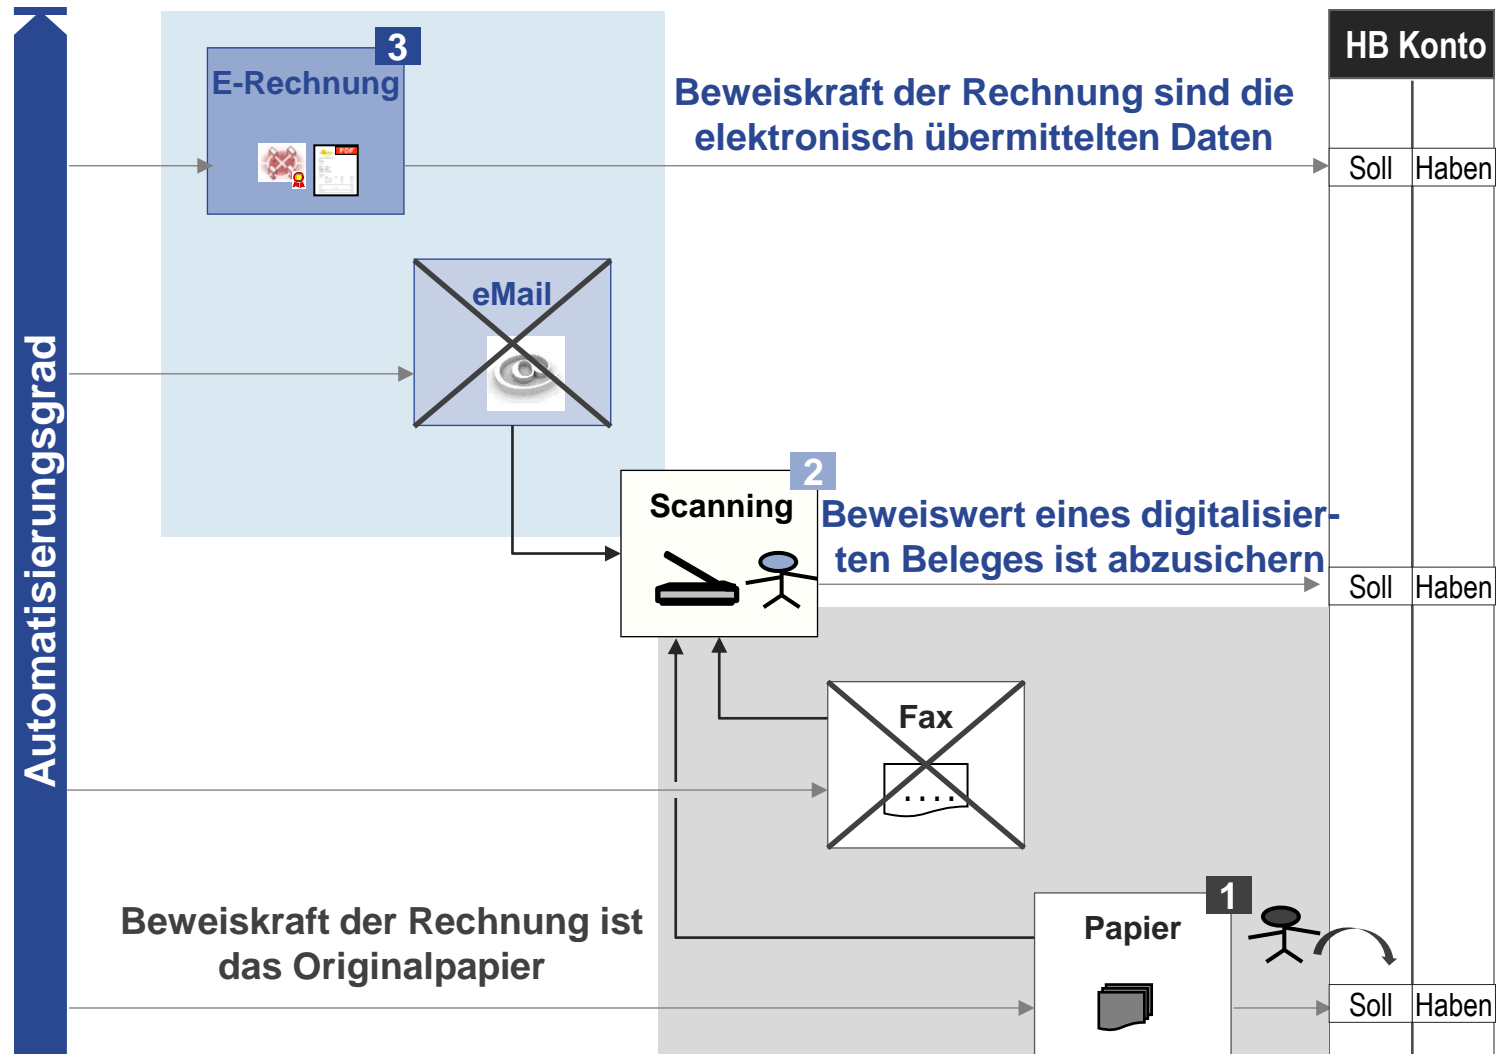 3
HB Konto
E-Rechnung
Beweiskraft der Rechnung sind die
elektronisch übermittelten Daten
PDF
Soll Haben
eMail
Automatisierungsgrad
2
Scanning
Beweiswert eines digitalisier-
ten Beleges ist abzusichern
Soll Haben
Fax
. . . .
1
Beweiskraft der Rechnung ist
das Originalpapier
Papier
Soll Haben